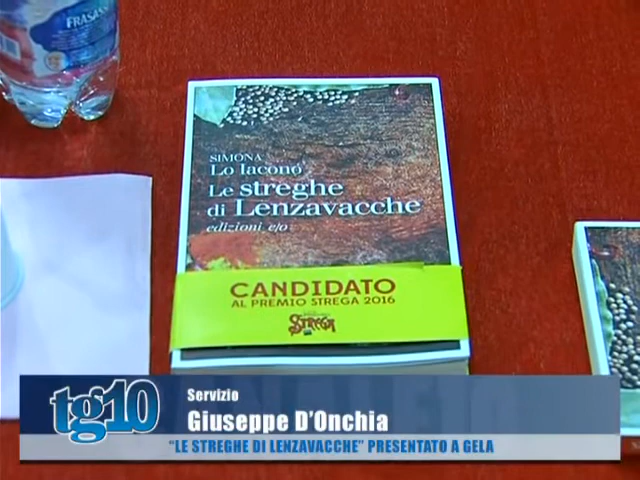 FRASASSI
SIMONA
Lo Iacono
Le streghe
di Lenzavacche
edizioni e/o
CANDIDATO
AL PREMIO STREGA 2016
STREGA
tg10
Servizio
Giuseppe D'Onchia
"LE STREGHE DI LENZAVACCHE" PRESENTATO A GELA